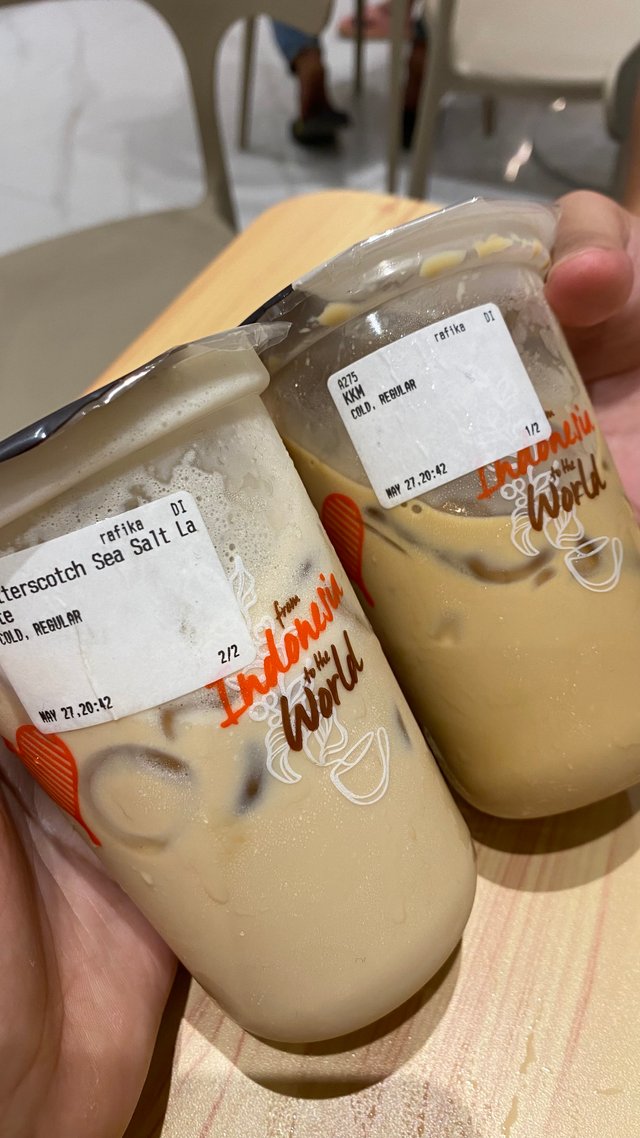 rafika DI
tterscotch Sea Salt La
te
COLD, REGULAR
2/2
MAY 27,20:42
from
Indonesia
to the
World
rafika DI
A275
KKM
COLD, REGULAR
1/2
MAY 27,20:42
Indonesia
to the
World